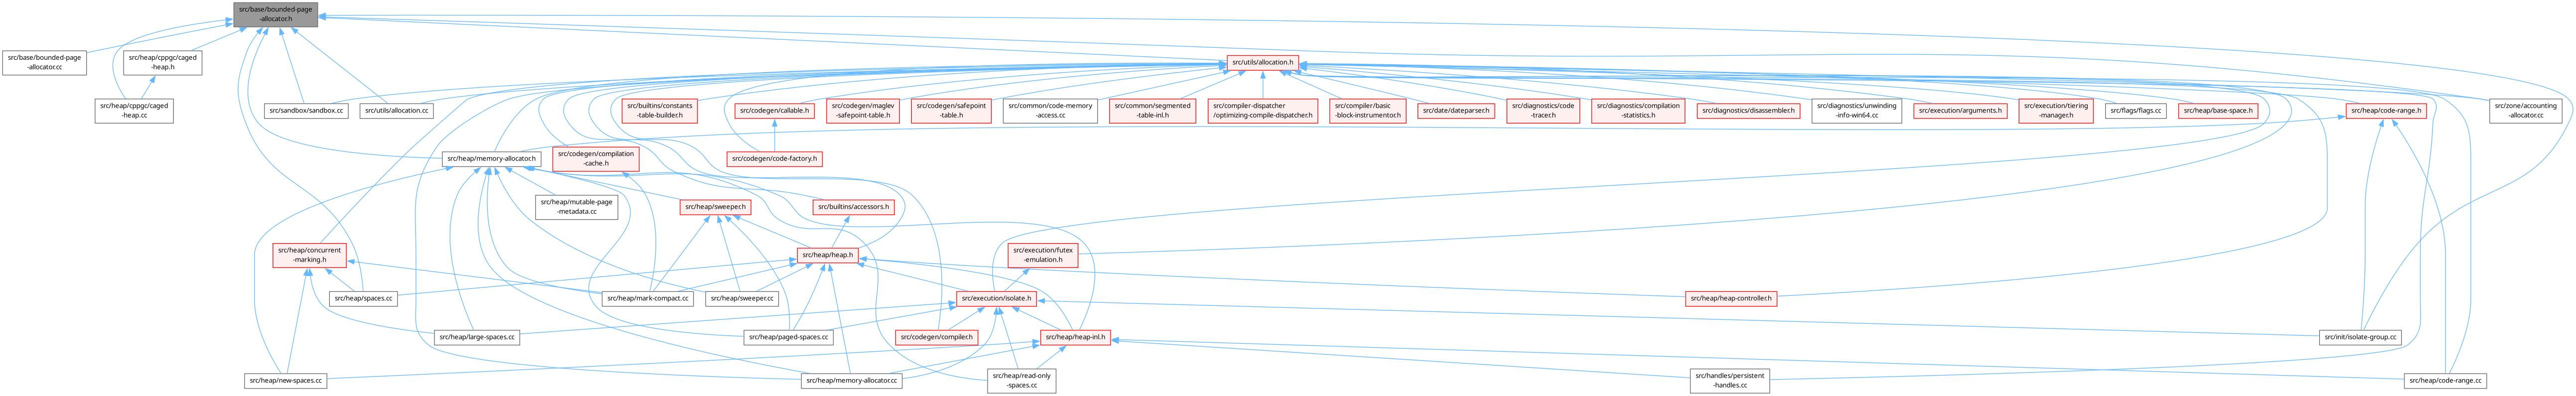 src/base/bounded-page
-allocator.h
src/base/bounded-page
-allocator.cc
src/heap/cppgc/caged
-heap.h
src/utils/allocation.h
src/heap/cppgc/caged
-heap.cc
src/sandbox/sandbox.cc
src/utils/allocation.cc
src/builtins/constants
-table-builder.h
src/codegen/callable.h
src/codegen/maglev
-safepoint-table.h
src/codegen/safepoint
-table.h
src/common/code-memory
-access.cc
src/common/segmented
-table-inl.h
src/compiler-dispatcher
/optimizing-compile-dispatcher.h
src/compiler/basic
-block-instrumentor.h
src/date/dateparser.h
src/diagnostics/code
-tracer.h
src/diagnostics/compilation
-statistics.h
src/diagnostics/disassembler.h
src/diagnostics/unwinding
-info-win64.cc
src/execution/arguments.h
src/execution/tiering
-manager.h
src/flags/flags.cc
src/heap/base-space.h
src/heap/code-range.h
src/zone/accounting
-allocator.cc
src/heap/memory-allocator.h
src/codegen/compilation
-cache.h
src/codegen/code-factory.h
src/heap/mutable-page
-metadata.cc
src/heap/sweeper.h
src/builtins/accessors.h
src/heap/concurrent
-marking.h
src/heap/heap.h
src/execution/futex
-emulation.h
src/heap/spaces.cc
src/heap/mark-compact.cc
src/heap/sweeper.cc
src/execution/isolate.h
src/heap/heap-controller.h
src/heap/large-spaces.cc
src/heap/paged-spaces.cc
src/codegen/compiler.h
src/heap/heap-inl.h
src/init/isolate-group.cc
src/heap/new-spaces.cc
src/heap/memory-allocator.cc
src/heap/read-only
-spaces.cc
src/handles/persistent
-handles.cc
src/heap/code-range.cc